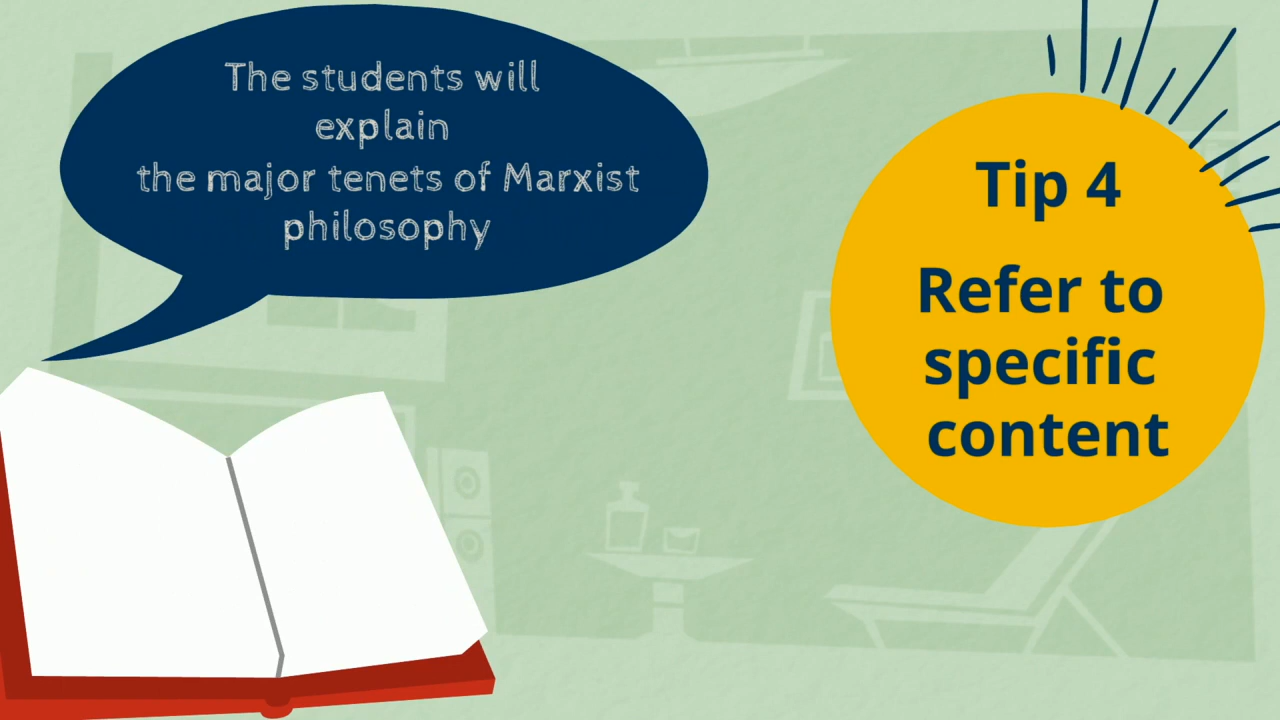 The students will
explain
the major tenets of Marxist
philosophy
Tip 4
Refer to
specific
content